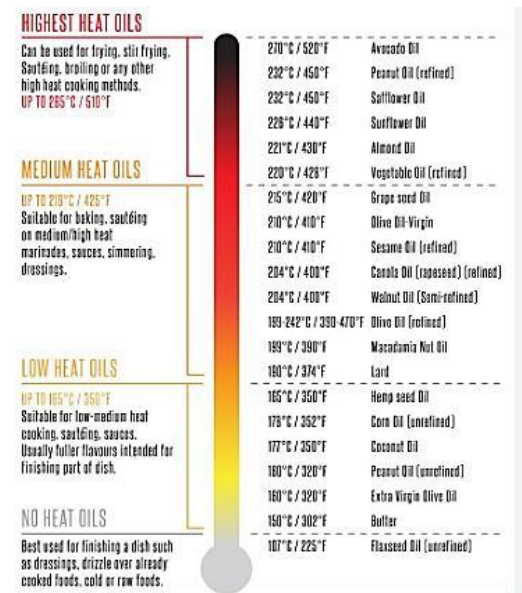 HIGHEST HEAT OILS
Can be used for frying, stir frying,
Sautéing, broiling or any other
high heat cooking methods.
UP TO 265°C / 510°F
MEDIUM HEAT OILS
UP TO 218°C / 425°F
Suitable for baking, sautéing
on medium/high heat
marinades, sauces, simmering,
dressings.
LOW HEAT OILS
UP TO 165°C / 350°F
Suitable for low-medium heat
cooking, sautéing, sauces.
Usually fuller flavours intended for
finishing part of dish.
NO HEAT OILS
Best used for finishing a dish such
as dressings, drizzle over already
cooked foods, cold or raw foods.
270°C / 520°F Avocado Oil
232°C / 450°F Peanut Oil (refined)
232°C / 450°F Safflower Oil
226°C / 440°F Sunflower Oil
221°C / 430°F Almond Oil
220°C / 428°F Vegetable Oil (refined)
215°C / 420°F Grape seed Oil
210°C / 410°F Olive Oil-Virgin
210°C / 410°F Sesame Oil (refined)
204°C / 400°F Canola Oil (rapeseed) (refined)
204°C / 400°F Walnut Oil (Semi-refined)
199-242°C / 390-470°F Olive Oil (refined)
199°C / 390°F Macadamia Nut Oil
190°C / 374°F Lard
165°C / 350°F Hemp seed Oil
178°C / 352°F Corn Oil (unrefined)
177°C / 350°F Coconut Oil
160°C / 320°F Peanut Oil (unrefined)
160°C / 320°F Extra Virgin Olive Oil
150°C / 302°F Butter
107°C / 225°F Flaxseed Oil (unrefined)